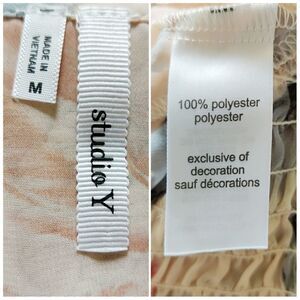 MADE IN
VIETNAM
M
studio Y
100% polyester
polyester
exclusive of
decoration
sauf décorations